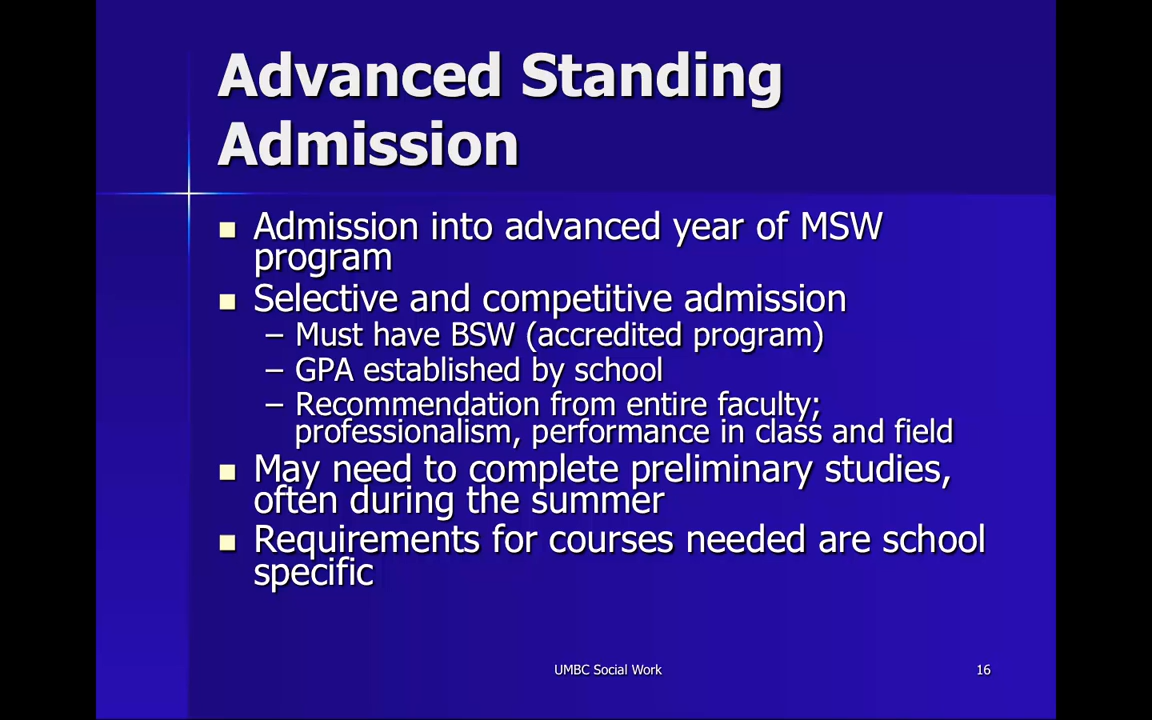 Advanced Standing
Admission
■ Admission into advanced year of MSW
program
■ Selective and competitive admission
– Must have BSW (accredited program)
– GPA established by school
– Recommendation from entire faculty;
professionalism, performance in class and field
■ May need to complete preliminary studies,
often during the summer
■ Requirements for courses needed are school
specific
UMBC Social Work
16